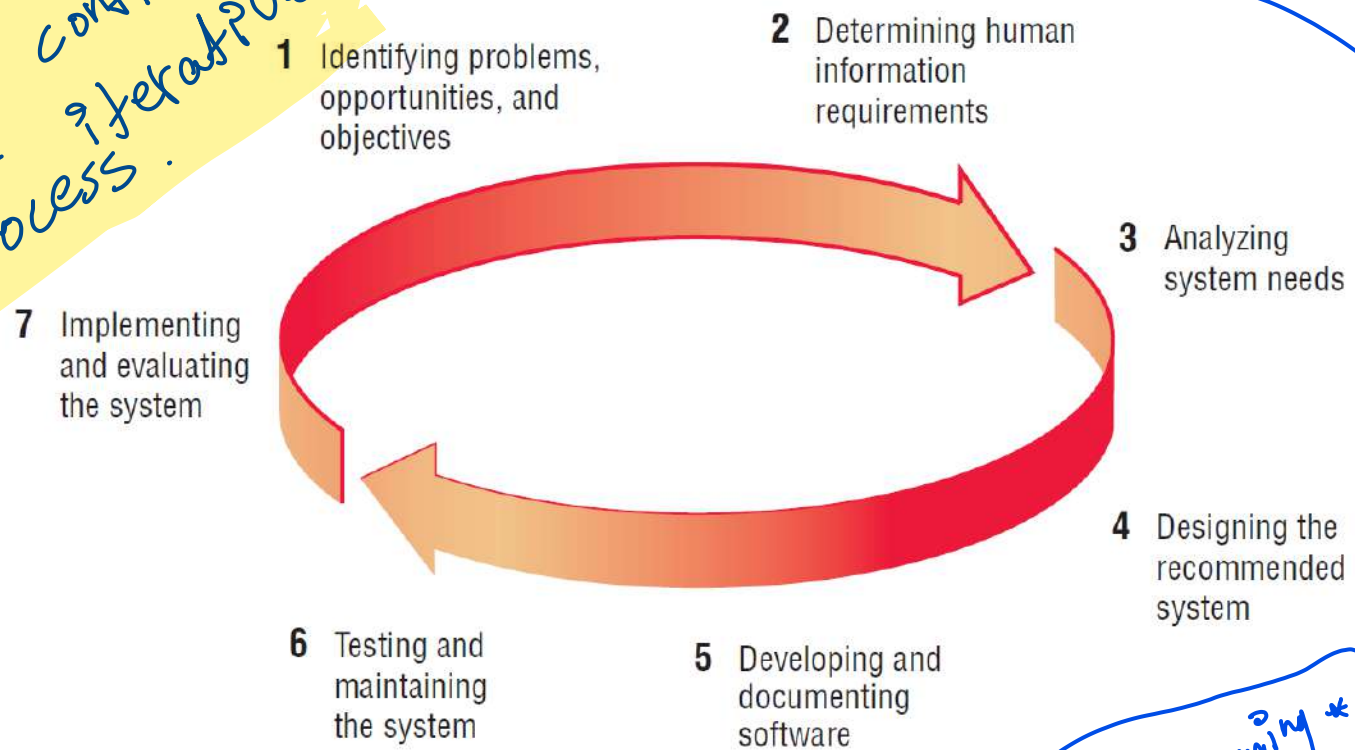 iterative
1 Identifying problems,
opportunities, and
objectives
2 Determining human
information
requirements
3 Analyzing
system needs
4 Designing the
recommended
system
5 Developing and
documenting
software
6 Testing and
maintaining
the system
7 Implementing
and evaluating
the system